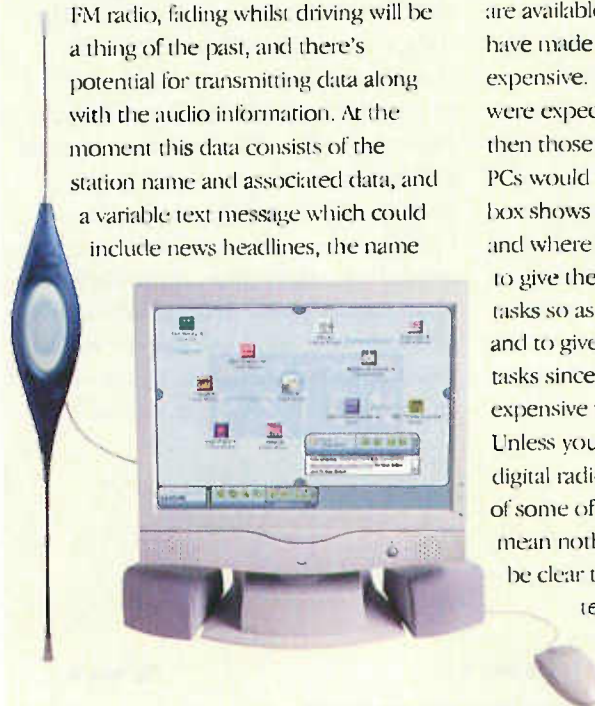 FM radio, fading whilst driving will be
a thing of the past, and there's
potential for transmitting data along
with the audio information. At the
moment this data consists of the
station name and associated data, and
a variable text message which could
include news headlines, the name
are available
have made
expensive.
were expec
then those
PCs would
box shows
and where
to give the
tasks so as
and to give
tasks since
expensive
Unless you
digital radi
of some of
mean noth
be clear t
te